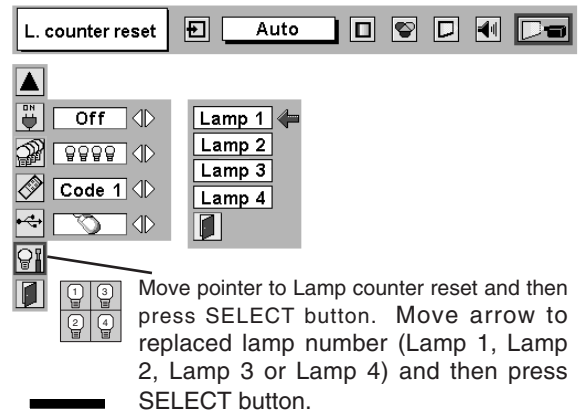 L. counter reset
Auto
ON
Off
Code 1
Lamp 1
Lamp 2
Lamp 3
Lamp 4
1 3
2 4
Move pointer to Lamp counter reset and then
press SELECT button. Move arrow to
replaced lamp number (Lamp 1, Lamp
2, Lamp 3 or Lamp 4) and then press
SELECT button.